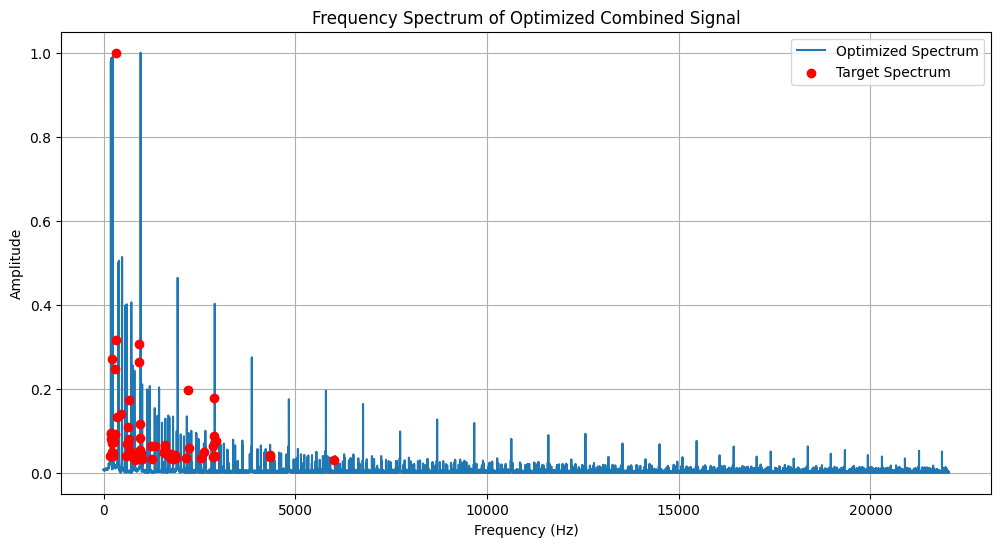 Frequency Spectrum of Optimized Combined Signal
Optimized Spectrum
Target Spectrum
1.0
0.8
0.6
0.4
0.2
0.0
Amplitude
0
5000
10000
15000
20000
Frequency (Hz)